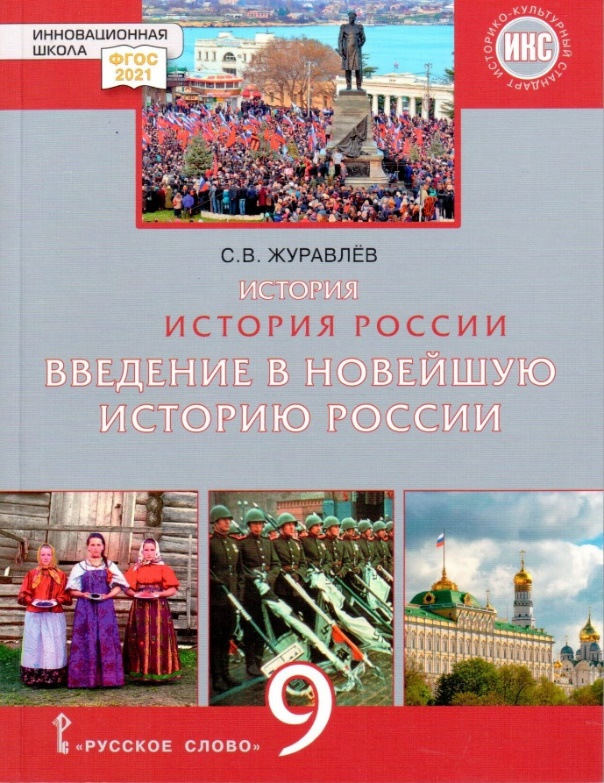 ИННОВАЦИОННАЯ
ШКОЛА
ФГОС
2021
ИСТОРИКО-КУЛЬТУРНЫЙ СТАНДАРТ
ИКС
С.В. ЖУРАВЛЁВ
ИСТОРИЯ
ИСТОРИЯ РОССИИ
ВВЕДЕНИЕ В НОВЕЙШУЮ
ИСТОРИЮ РОССИИ
РС
«РУССКОЕ СЛОВО»
9